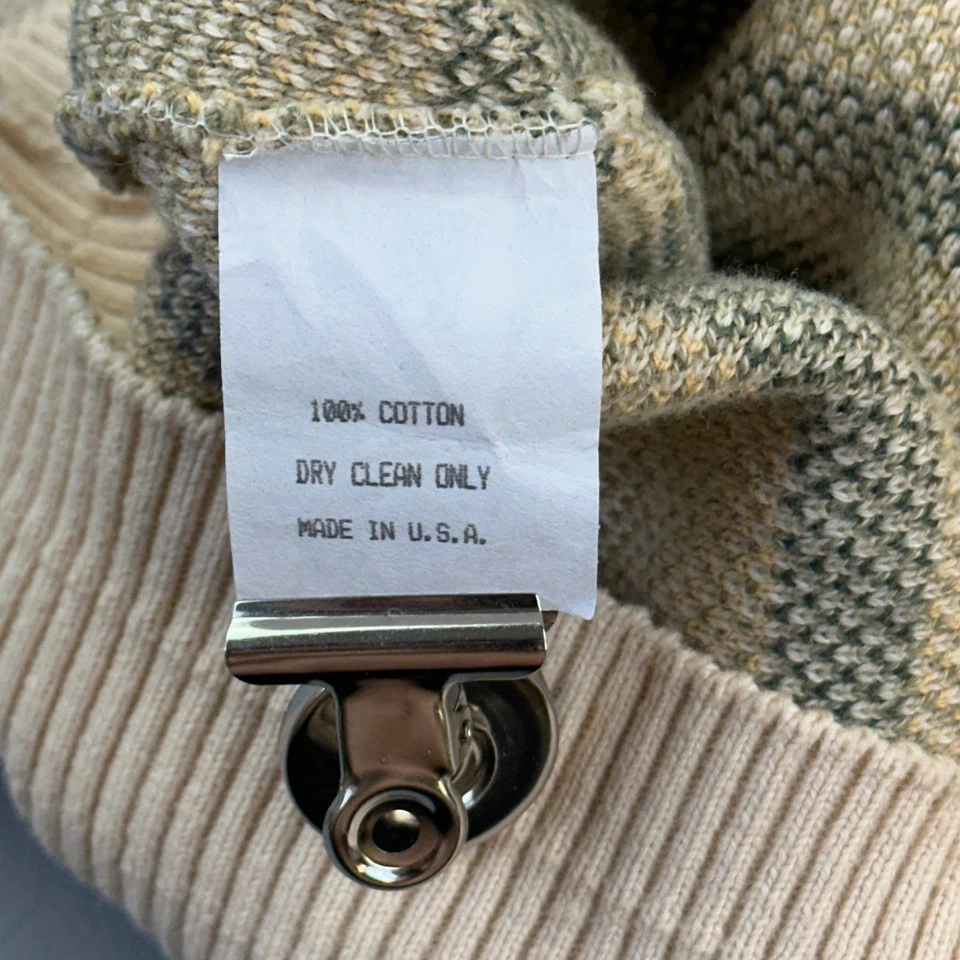 100% COTTON
DRY CLEAN ONLY
MADE IN U.S.A.